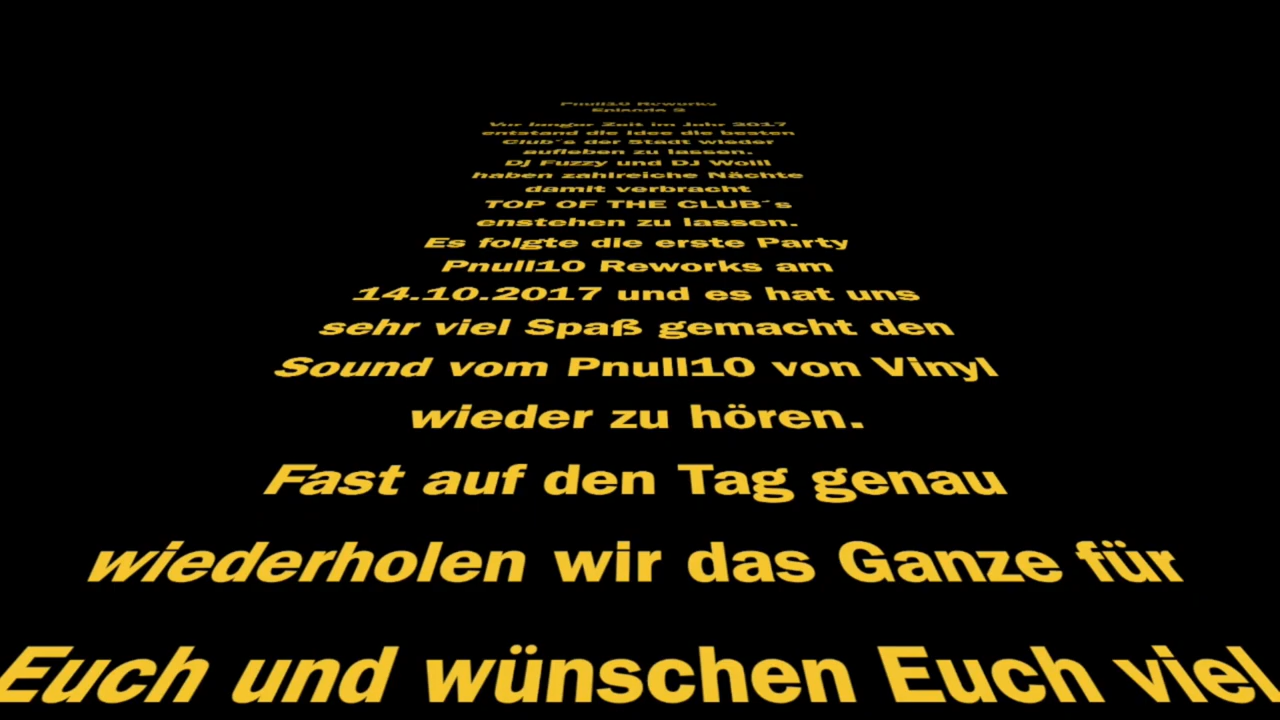 Pnull10 Reworks
Episode 2
Vor langer Zeit im Jahr 2017
entstand die Idee die besten
Club´s der Stadt wieder
aufleben zu lassen.
DJ Fuzzy und DJ Wolli
haben zahlreiche Nächte
damit verbracht
TOP OF THE CLUB´s
enstehen zu lassen.
Es folgte die erste Party
Pnull10 Reworks am
14.10.2017 und es hat uns
sehr viel Spaß gemacht den
Sound vom Pnull10 von Vinyl
wieder zu hören.
Fast auf den Tag genau
wiederholen wir das Ganze für
Euch und wünschen Euch viel